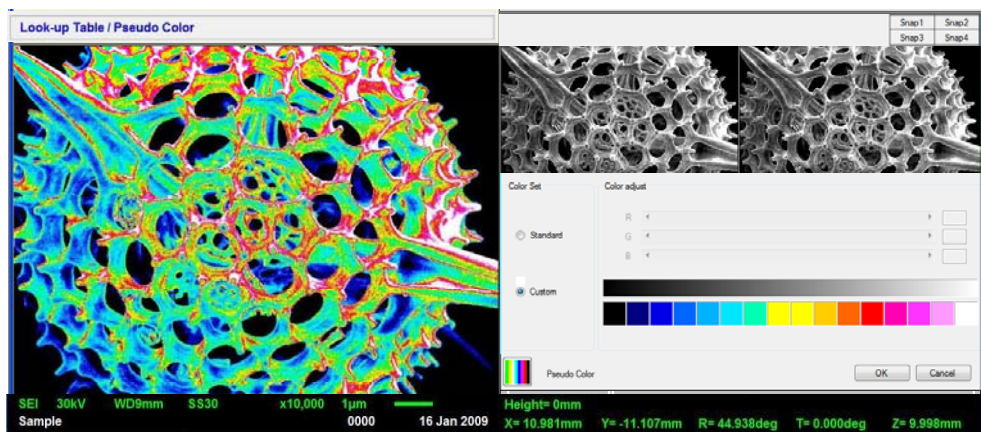 Look-up Table / Pseudo Color
Snap1 Snap2
Snap3 Snap4
Color Set
Color adjust
R
Standard
G
B
Custom
Pseudo Color
OK
Cancel
SEI 30kV WD9mm SS30 x10,000 1µm
Sample 0000 16 Jan 2009
Height= 0mm
X= 10.981mm Y= -11.107mm R= 44.938deg T= 0.000deg Z= 9.998mm